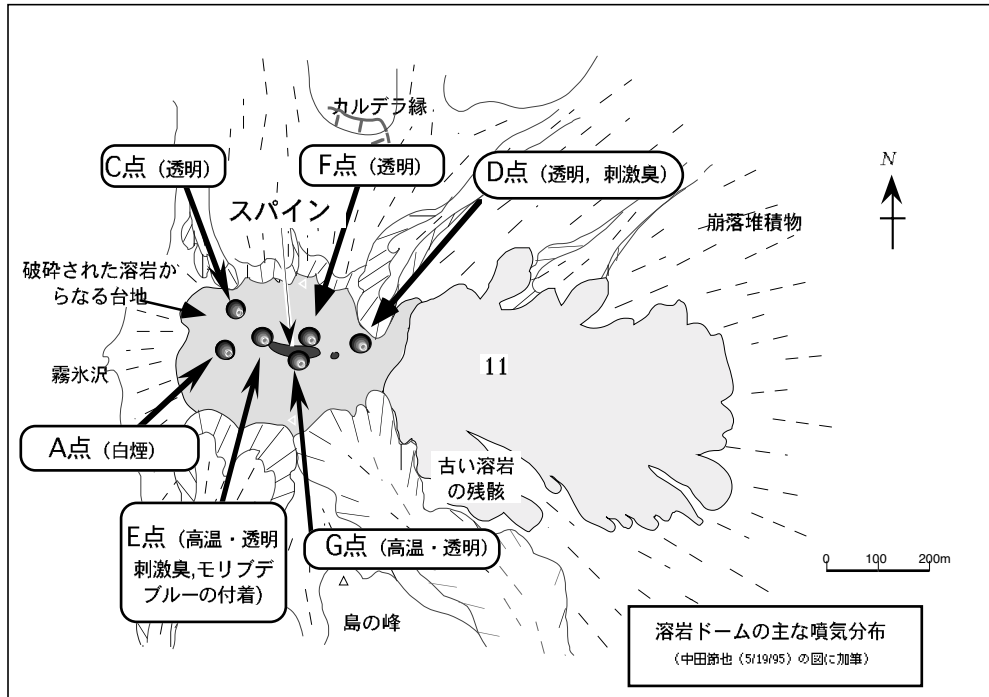 カルデラ縁
C点（透明）
F点（透明）
D点（透明，刺激臭）
N
スパイン
崩落堆積物
破砕された溶岩か
らなる台地
霧氷沢
11
A点（白煙）
古い溶岩
の残骸
E点（高温・透明
刺激臭,モリブデ
ブルーの付着）
G点（高温・透明）
0 100 200m
島の峰
溶岩ドームの主な噴気分布
（中田節也（5/19/95）の図に加筆）